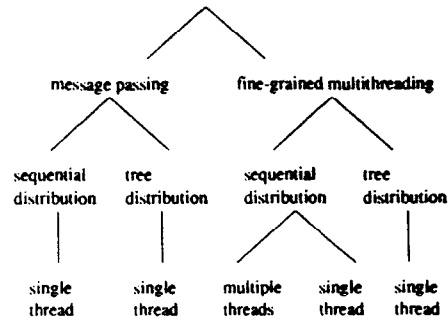 message passing
fine-grained multithreading
sequential
distribution
tree
distribution
sequential
distribution
tree
distribution
single
thread
single
thread
multiple
threads
single
thread
single
thread